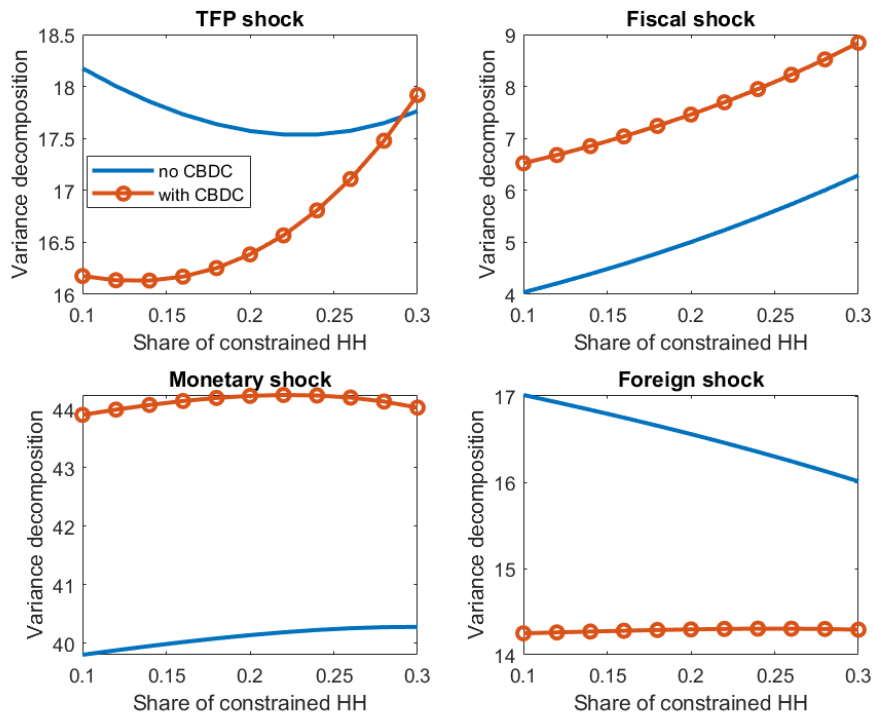 TFP shock
Variance decomposition
18.5
18
17.5
17
16.5
16
no CBDC
with CBDC
0.1
0.15
0.2
0.25
0.3
Share of constrained HH
Fiscal shock
Variance decomposition
9
8
7
6
5
4
0.1
0.15
0.2
0.25
0.3
Share of constrained HH
Monetary shock
Variance decomposition
44
43
42
41
40
0.1
0.15
0.2
0.25
0.3
Share of constrained HH
Foreign shock
Variance decomposition
17
16
15
14
0.1
0.15
0.2
0.25
0.3
Share of constrained HH